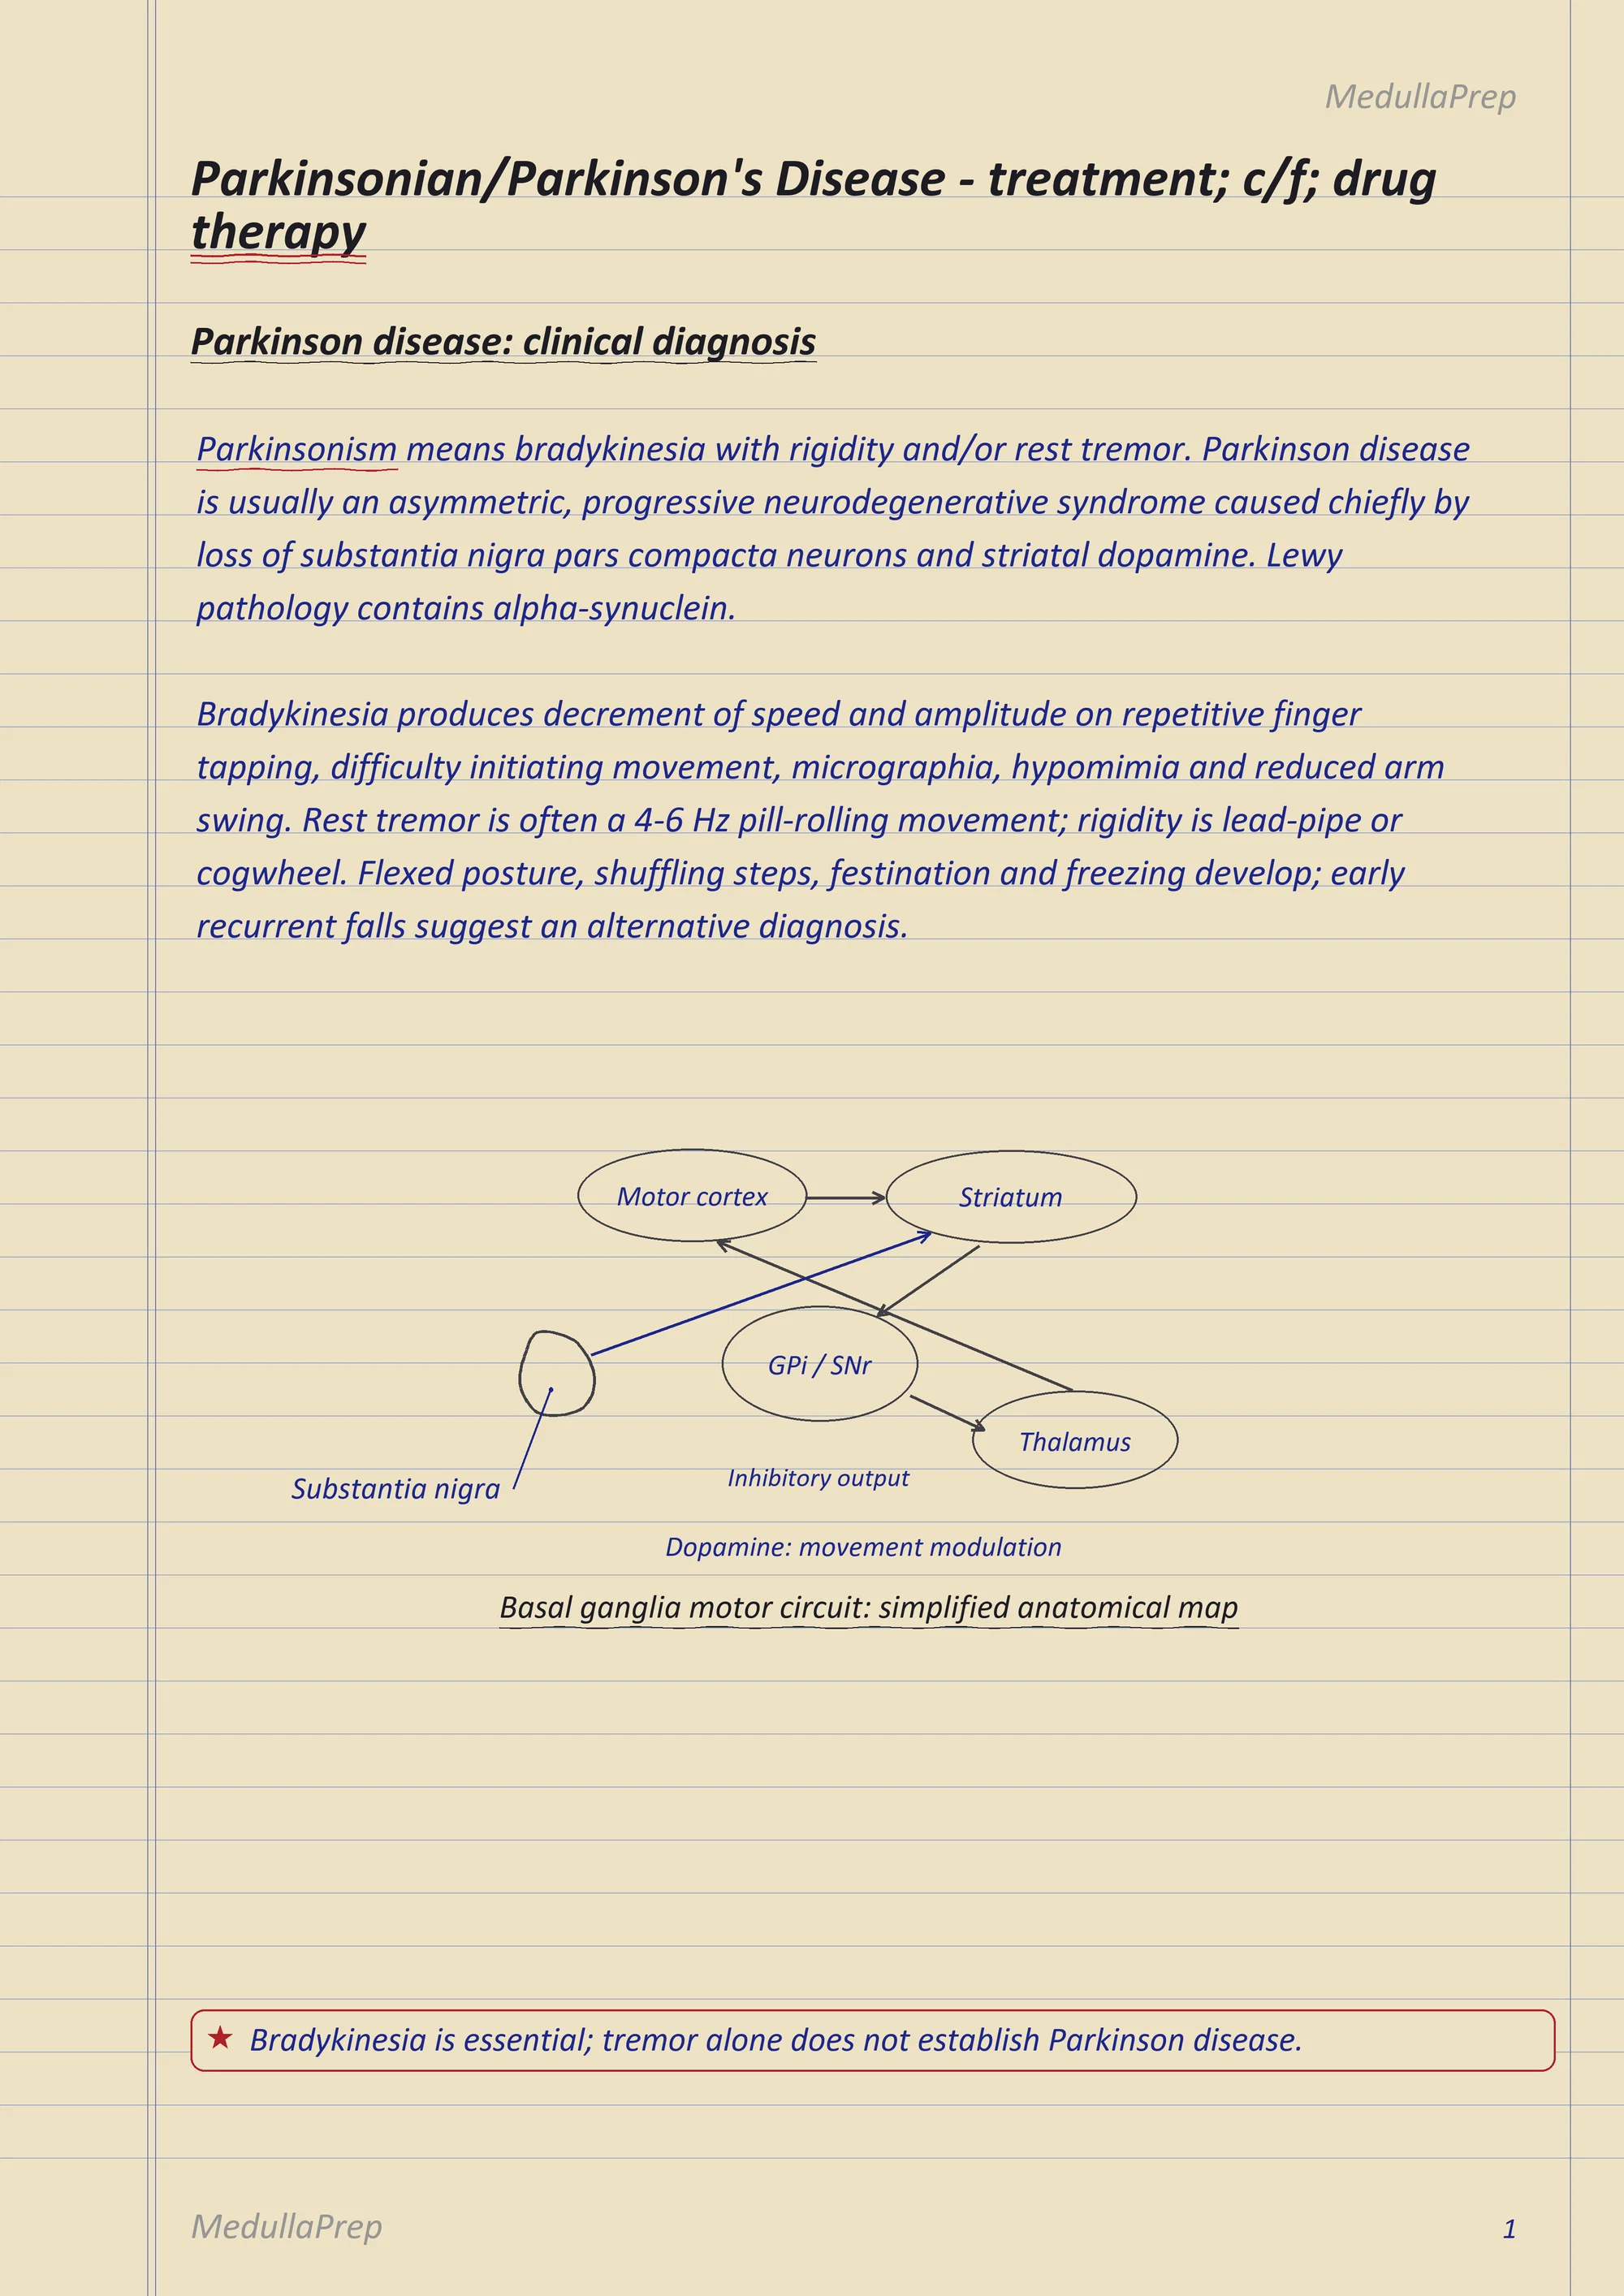 MedullaPrep
Parkinsonian/Parkinson's Disease - treatment; c/f; drug
therapy
Parkinson disease: clinical diagnosis
Parkinsonism means bradykinesia with rigidity and/or rest tremor. Parkinson disease
is usually an asymmetric, progressive neurodegenerative syndrome caused chiefly by
loss of substantia nigra pars compacta neurons and striatal dopamine. Lewy
pathology contains alpha-synuclein.
Bradykinesia produces decrement of speed and amplitude on repetitive finger
tapping, difficulty initiating movement, micrographia, hypomimia and reduced arm
swing. Rest tremor is often a 4-6 Hz pill-rolling movement; rigidity is lead-pipe or
cogwheel. Flexed posture, shuffling steps, festination and freezing develop; early
recurrent falls suggest an alternative diagnosis.
Motor cortex
Striatum
GPi / SNr
Thalamus
Inhibitory output
Substantia nigra
Dopamine: movement modulation
Basal ganglia motor circuit: simplified anatomical map
★ Bradykinesia is essential; tremor alone does not establish Parkinson disease.
MedullaPrep
1